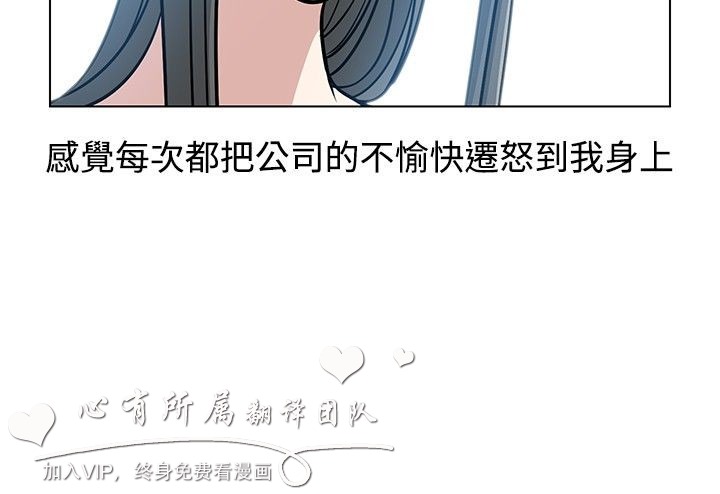 感覺每次都把公司的不愉快遷怒到我身上
心有所属翻译团队
加入VIP，终身免费看漫画